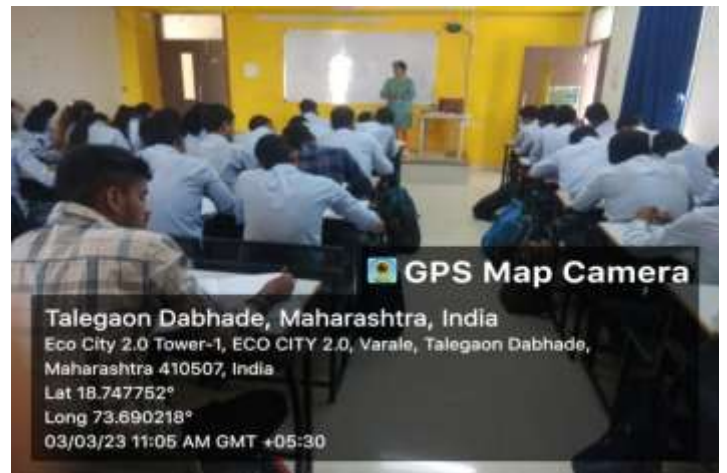 GPS Map Camera
Talegaon Dabhade, Maharashtra, India
Eco City 2.0 Tower-1, ECO CITY 2.0, Varale, Talegaon Dabhade,
Maharashtra 410507, India
Lat 18.747752°
Long 73.690218°
03/03/23 11:05 AM GMT +05:30